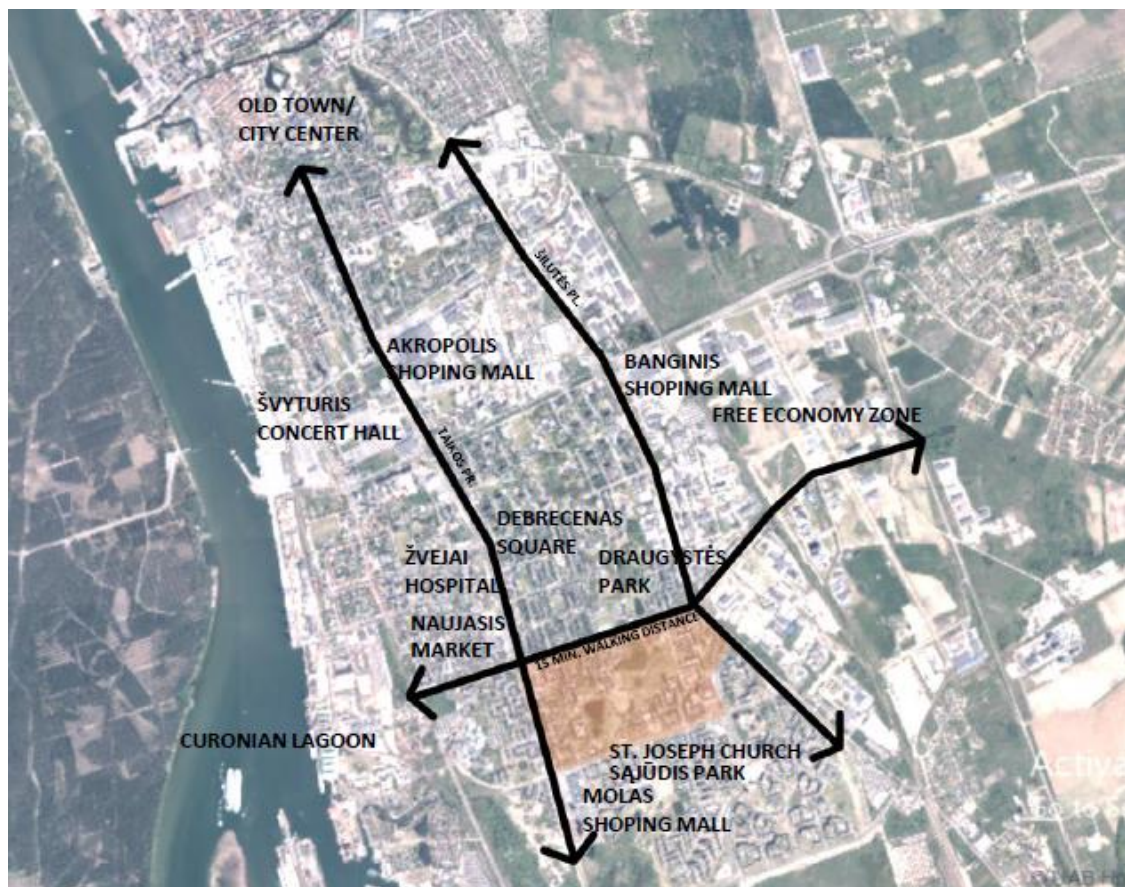 OLD TOWN/
CITY CENTER
ŠILUTĖS PL.
AKROPOLIS
SHOPING MALL
BANGINIS
SHOPING MALL
ŠVYTURIS
CONCERT HALL
FREE ECONOMY ZONE
TAIKOS PR.
DEBRECENAS
SQUARE
ŽVEJAI
HOSPITAL
DRAUGYSTĖS
PARK
NAUJASIS
MARKET
15 MIN. WALKING DISTANCE
CURONIAN LAGOON
ST. JOSEPH CHURCH
SĄJŪDIS PARK
MOLAS
SHOPING MALL